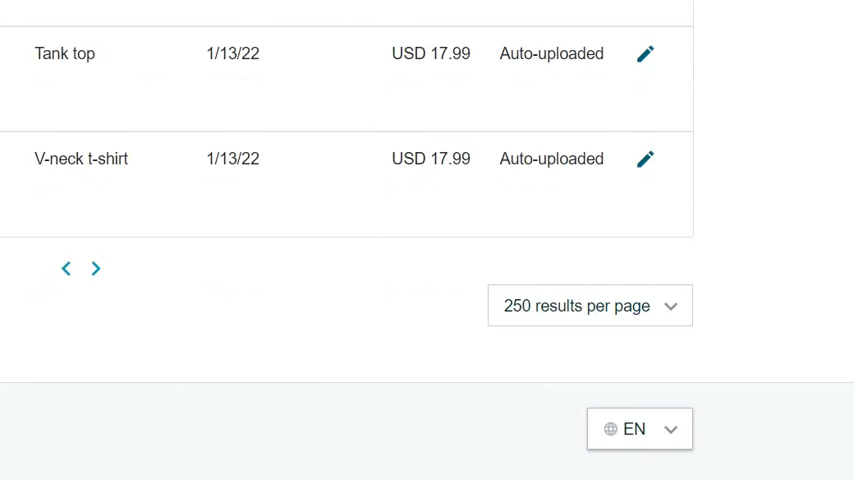 Tank top 1/13/22 USD 17.99 Auto-uploaded
V-neck t-shirt 1/13/22 USD 17.99 Auto-uploaded
250 results per page
EN